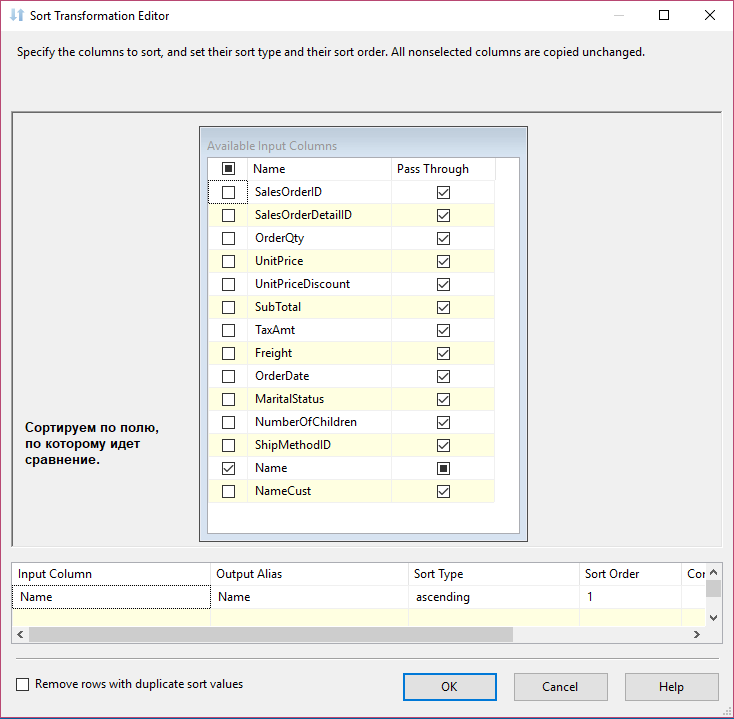 Sort Transformation Editor
Specify the columns to sort, and set their sort type and their sort order. All nonselected columns are copied unchanged.
Available Input Columns
Name Pass Through
SalesOrderID
SalesOrderDetailID
OrderQty
UnitPrice
UnitPriceDiscount
SubTotal
TaxAmt
Freight
OrderDate
MaritalStatus
NumberOfChildren
ShipMethodID
Name
NameCust
Сортируем по полю,
по которому идет
сравнение.
Input Column Output Alias Sort Type Sort Order Cor
Name Name ascending 1
Remove rows with duplicate sort values
OK Cancel Help